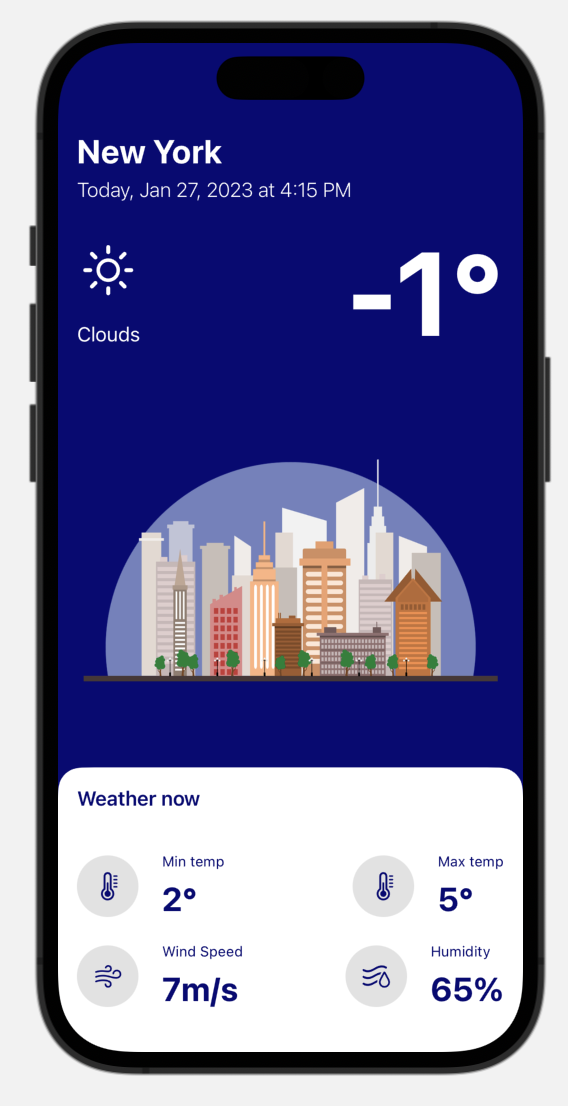 New York
Today, Jan 27, 2023 at 4:15 PM
Clouds
-1°
Weather now
Min temp
2°
Max temp
5°
Wind Speed
7m/s
Humidity
65%